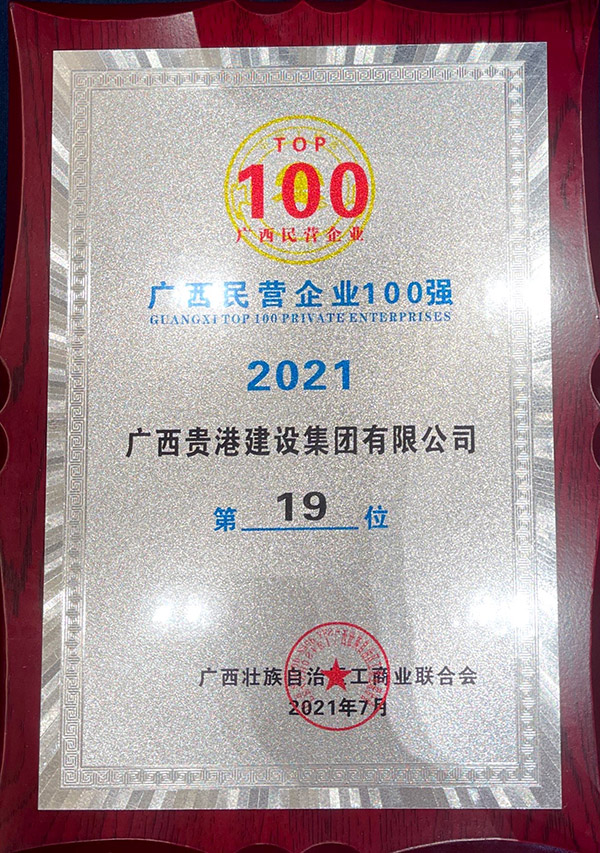 TOP
100
广西民营企业
广西民营企业100强
GUANGXI TOP 100 PRIVATE ENTERPRISES
2021
广西贵港建设集团有限公司
第 19 位
广西壮族自治区工商业联合会
2021年7月